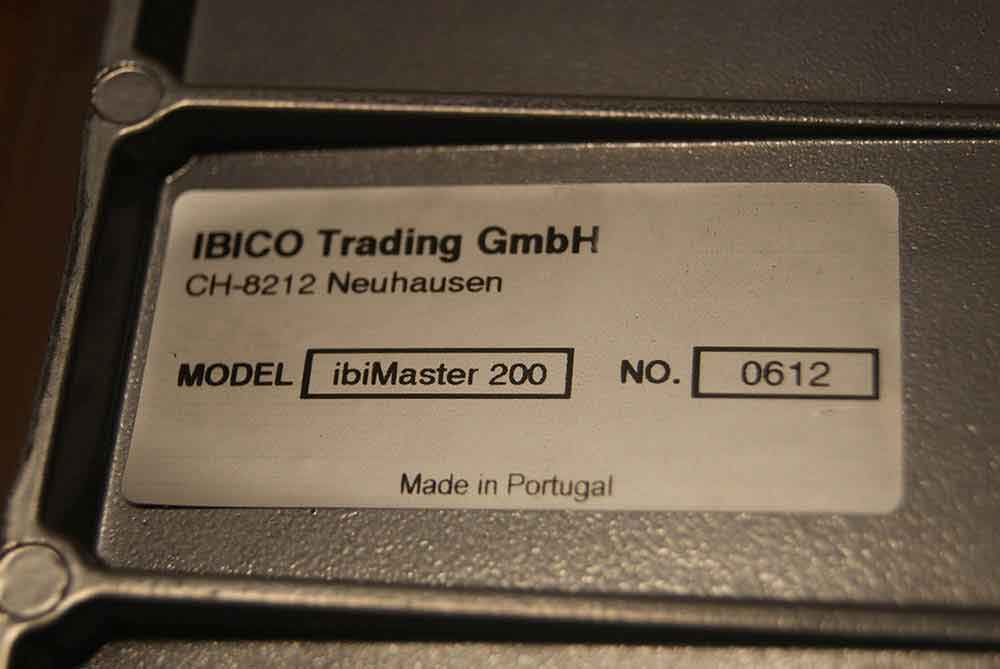 IBICO Trading GmbH
CH-8212 Neuhausen
MODEL ibiMaster 200 NO. 0612
Made in Portugal